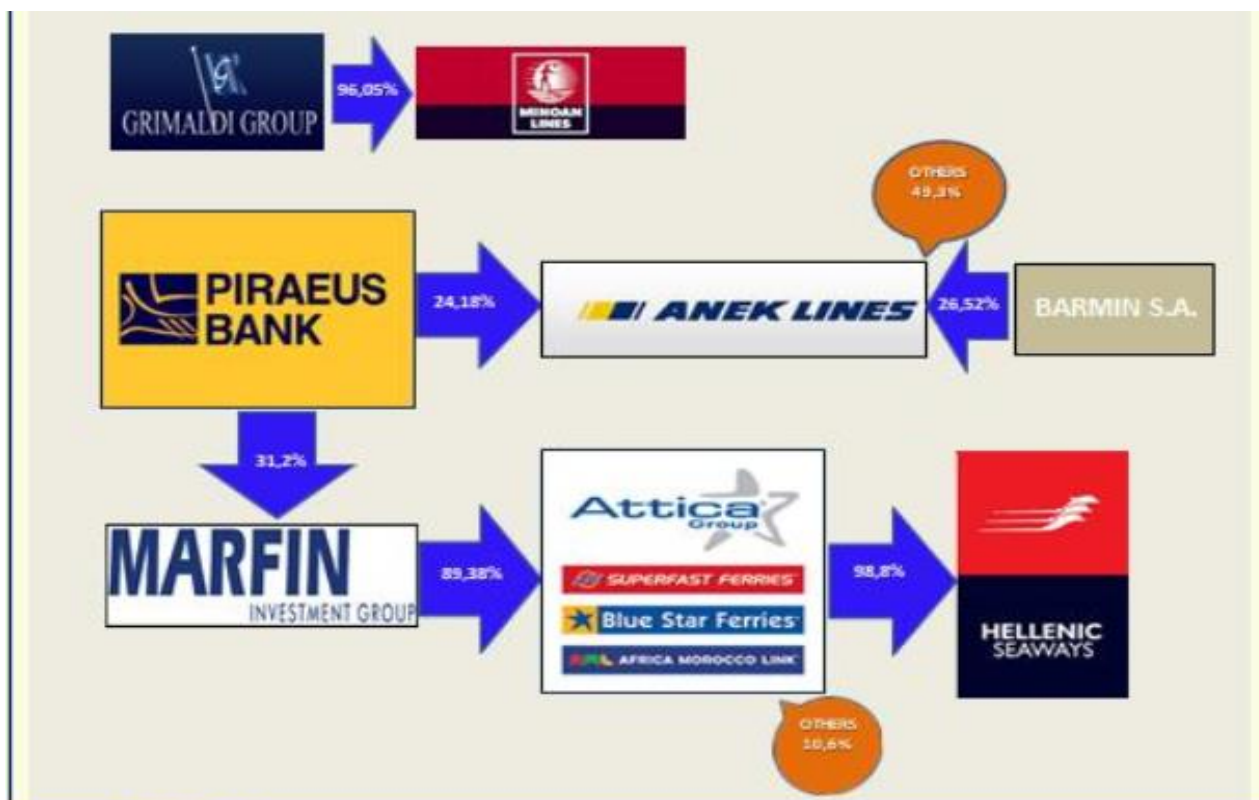 GRIMALDI GROUP
96,05%
MINOAN
LINES
OTHERS
49,3%
PIRAEUS
BANK
24,18%
ANEK LINES
26,52%
BARMIN S.A.
31,2%
MARFIN
INVESTMENT GROUP
89,38%
Attica
Group
SUPERFAST FERRIES
Blue Star Ferries
AML AFRICA MOROCCO LINK
98,8%
HELLENIC
SEAWAYS
OTHERS
10,6%